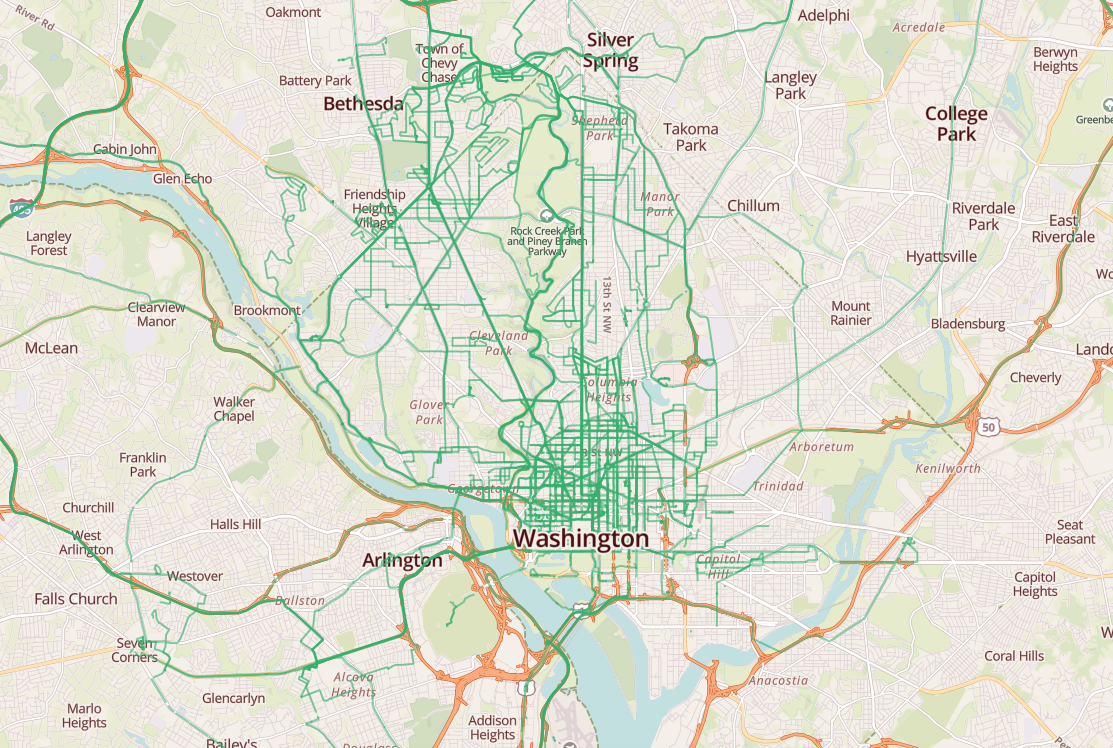 Oakmont
Adelphi
River Rd
Acredale
Silver
Spring
Town of
Chevy
Chase
Berwyn
Heights
Battery Park
Langley
Park
Bethesda
College
Park
Shepherd
Park
Takoma
Park
Cabin John
Glen Echo
Friendship
Heights
Village
Manor
Park
Chillum
Riverdale
Park
East
Riverdale
Langley
Forest
Rock Creek Park
and Piney Branch
Parkway
Hyattsville
13th St NW
Clearview
Manor
Brookmont
Mount
Rainier
Bladensburg
McLean
Cleveland
Park
Cheverly
Columbia
Heights
Walker
Chapel
Glover
Park
50
Arboretum
Franklin
Park
Kenilworth
Georgetown
Trinidad
Churchill
West
Arlington
Halls Hill
Washington
Seat
Pleasant
Arlington
Capitol
Hill
Westover
Capitol
Heights
Falls Church
Ballston
Seven
Corners
Coral Hills
Alcova
Heights
Anacostia
Glencarlyn
Marlo
Heights
Addison
Heights
Bailey's
Douglass